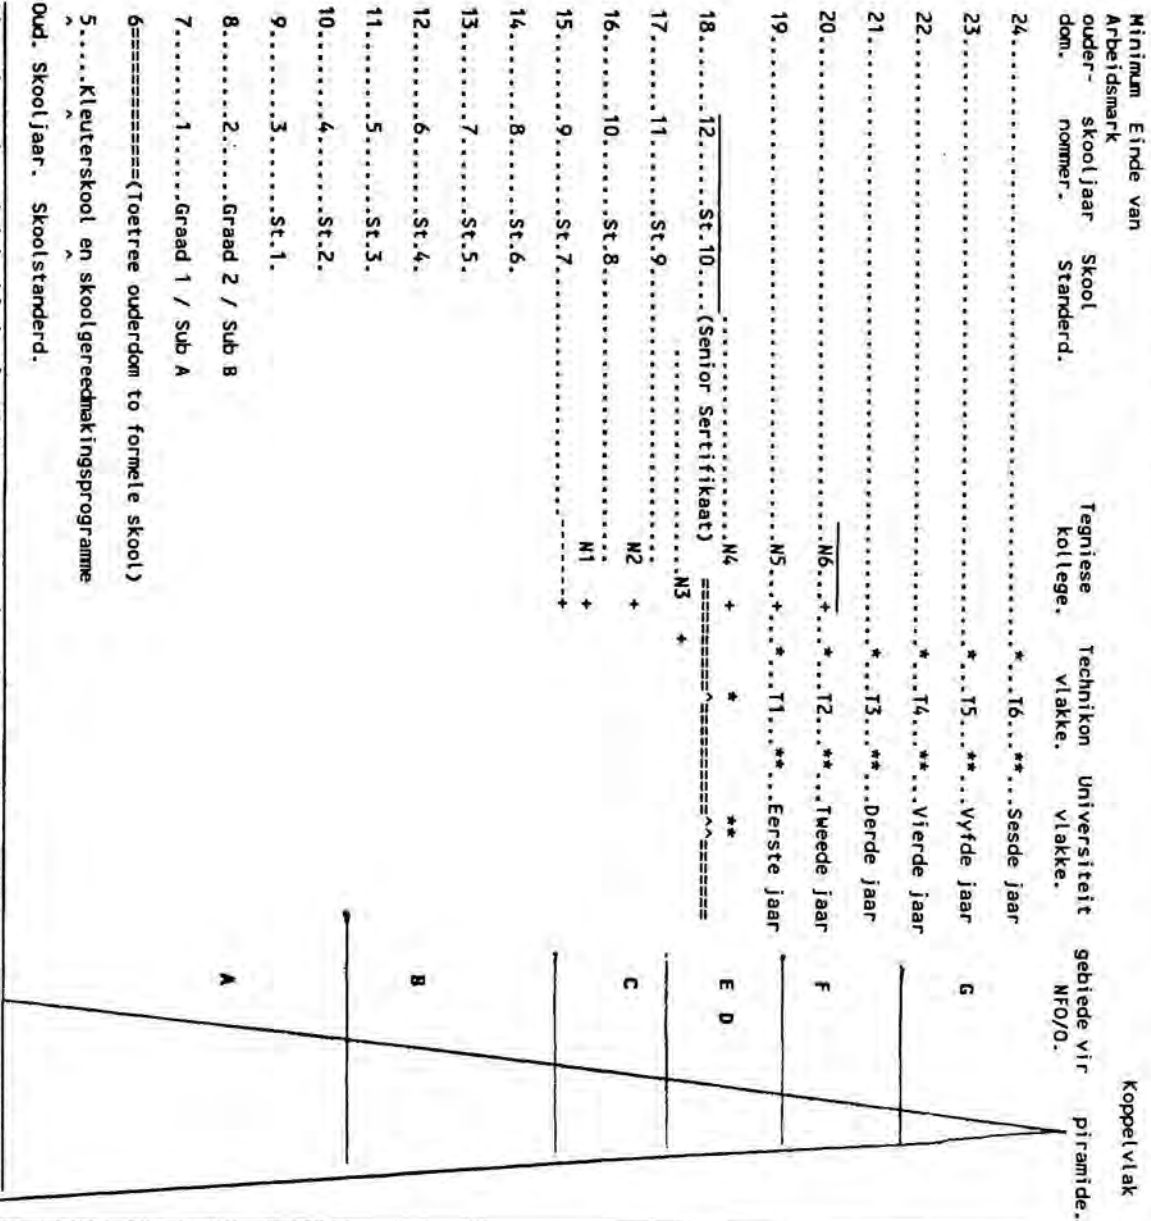 Koppelvlak
Minimum Einde van
Arbeidsmark
ouder- skooljaar Skool Tegniese Technikon Universiteit gebiede vir piramide.
dom. nommer. Standerd. kollege. vlakke. vlakke. NFO/O.
24..........................................................*...T6...**...Sesde jaar
23..........................................................*...T5...**...Vyfde jaar G
22..........................................................*...T4...**...Vierde jaar
21..........................................................*...T3...**...Derde jaar
20................................................N6...+...*...T2...**...Tweede jaar F
19................................................N5...+...*...T1...**...Eerste jaar
.........................N4 + * ** E D
18.......12.....St.10...(Senior Sertifikaat) =========^==========^^======
.........................N3 +
17.......11.....St.9..............................
N2 + C
16.......10.....St.8..............................
N1 +
15.......9......St.7.........................--------+
14.......8......St.6.
13.......7......St.5.
12.......6......St.4. B
11.......5......St.3.
10.......4......St.2.
9........3......St.1.
8........2......Graad 2 / Sub B A
7........1......Graad 1 / Sub A
6=============(Toetree ouderdom to formele skool)
5.....Kleuterskool en skoolgereedmakingsprogramme
^ ^
Oud. Skooljaar. Skoolstanderd.